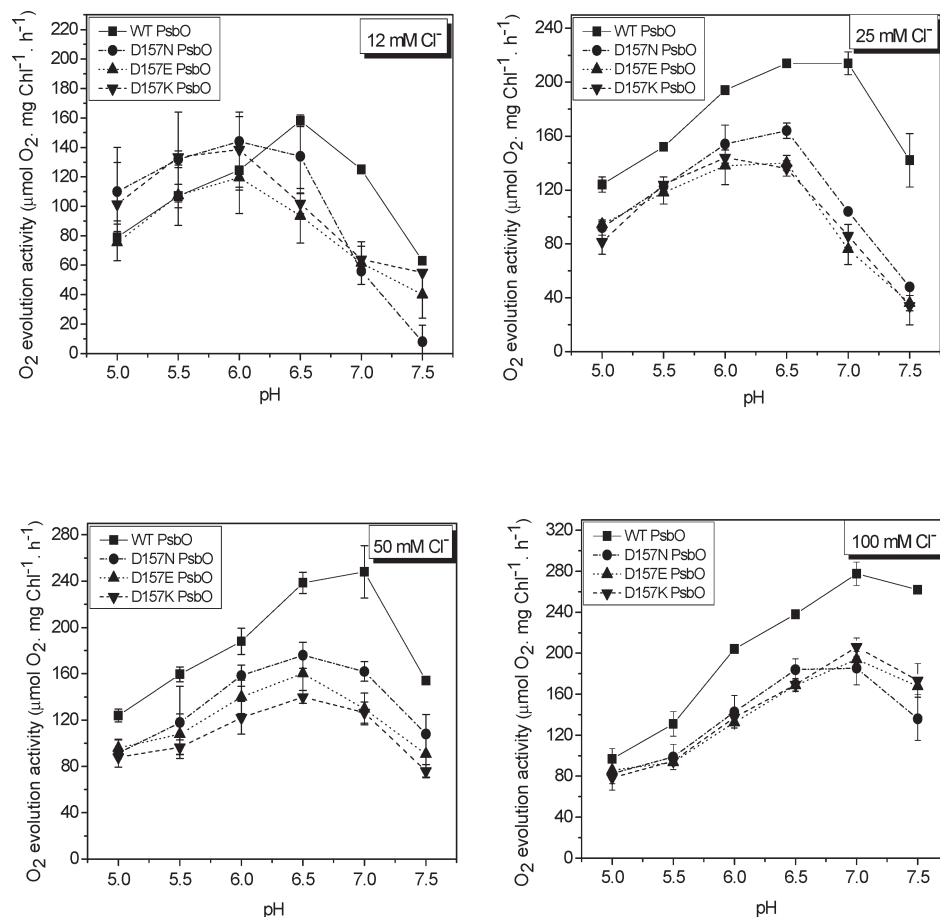 WT PsbO
D157N PsbO
D157E PsbO
D157K PsbO
12 mM Cl⁻
O₂ evolution activity (μmol O₂. mg Chl⁻¹. h⁻¹)
220
200
180
160
140
120
100
80
60
40
20
0
5.0 5.5 6.0 6.5 7.0 7.5
pH
WT PsbO
D157N PsbO
D157E PsbO
D157K PsbO
25 mM Cl⁻
O₂ evolution activity (μmol O₂. mg Chl⁻¹. h⁻¹)
240
200
160
120
80
40
0
5.0 5.5 6.0 6.5 7.0 7.5
pH
WT PsbO
D157N PsbO
D157E PsbO
D157K PsbO
50 mM Cl⁻
O₂ evolution activity (μmol O₂. mg Chl⁻¹. h⁻¹)
280
240
200
160
120
80
40
0
5.0 5.5 6.0 6.5 7.0 7.5
pH
WT PsbO
D157N PsbO
D157E PsbO
D157K PsbO
100 mM Cl⁻
O₂ evolution activity (μmol O₂. mg Chl⁻¹. h⁻¹)
320
280
240
200
160
120
80
40
0
5.0 5.5 6.0 6.5 7.0 7.5
pH